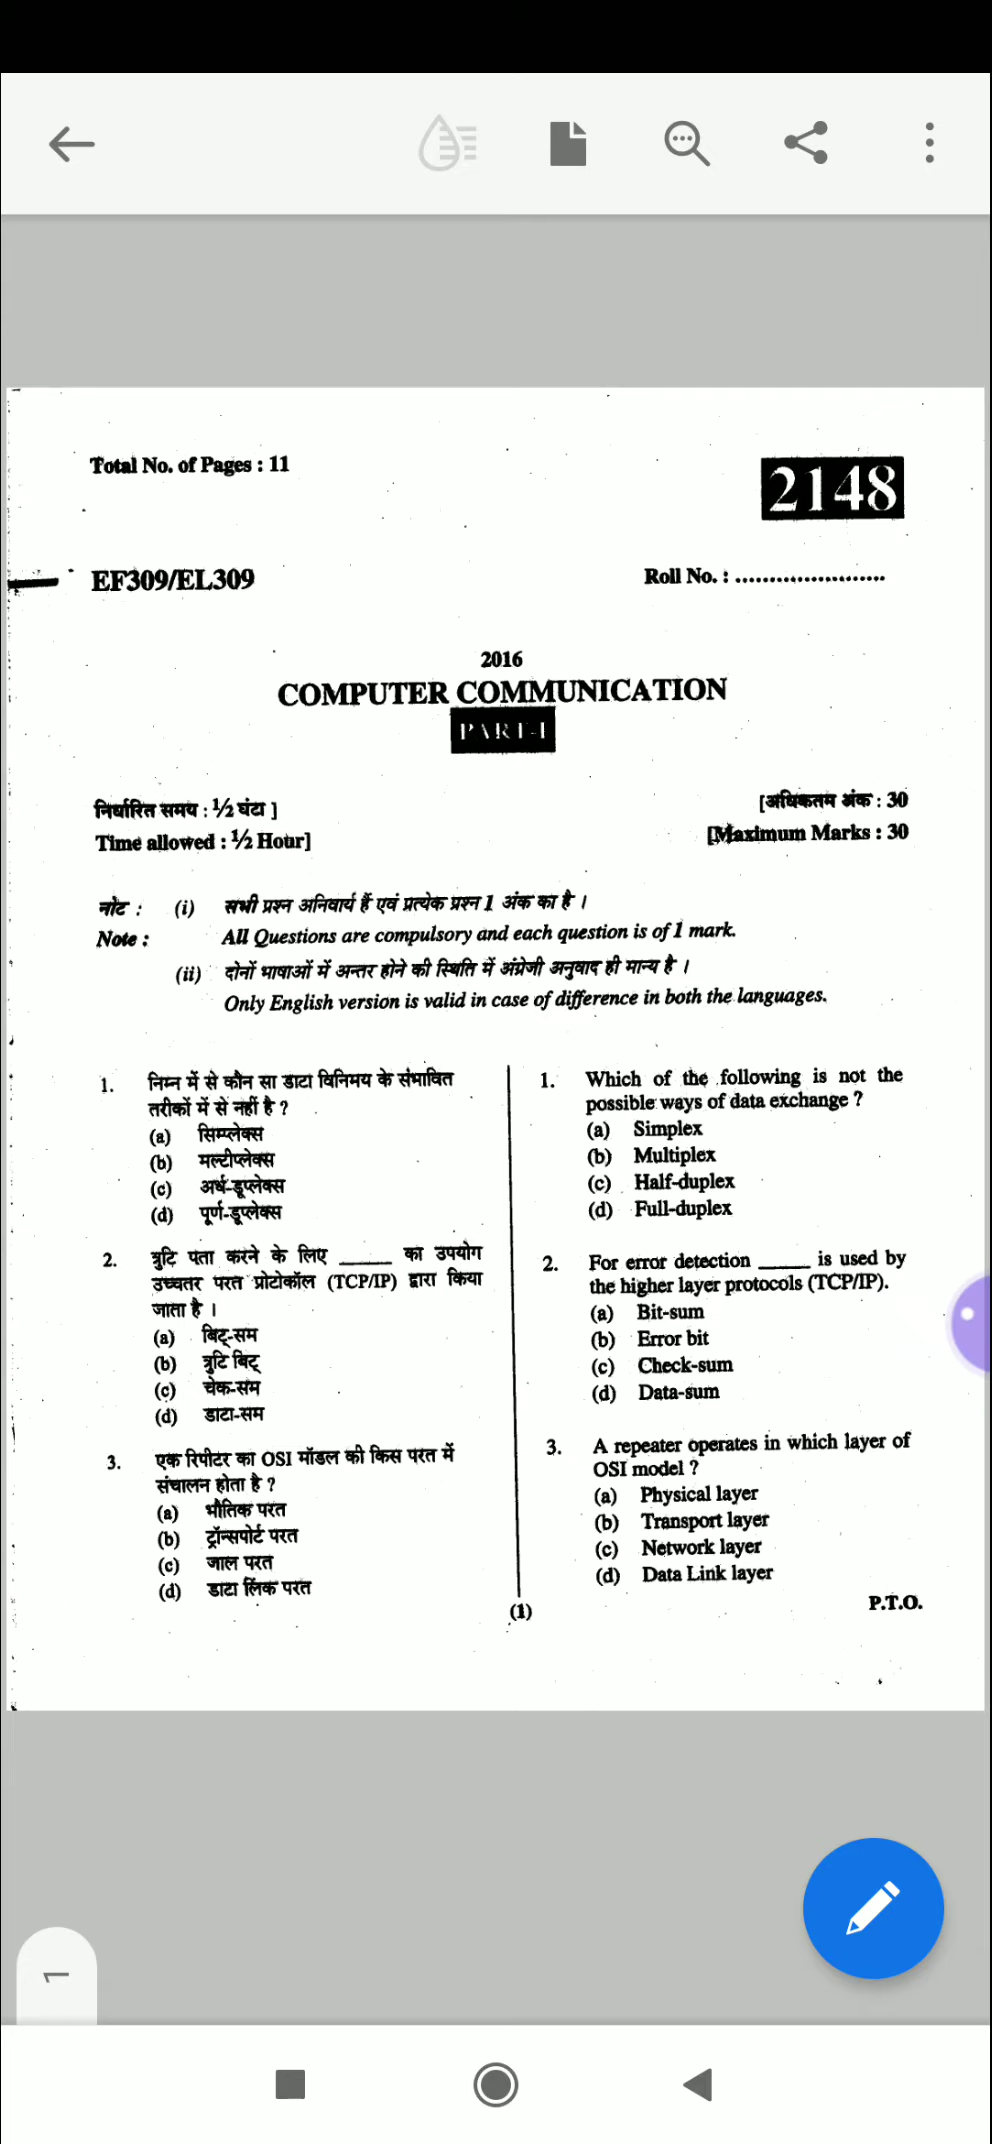 Total No. of Pages : 11
2148
EF309/EL309
Roll No. : ......................
2016
COMPUTER COMMUNICATION
PART-I
निर्धारित समय : ½ घंटा ]
[अधिकतम अंक : 30
Time allowed : ½ Hour]
[Maximum Marks : 30
नोट : (i) सभी प्रश्न अनिवार्य हैं एवं प्रत्येक प्रश्न 1 अंक का है ।
Note : All Questions are compulsory and each question is of 1 mark.
(ii) दोनों भाषाओं में अन्तर होने की स्थिति में अंग्रेजी अनुवाद ही मान्य है ।
Only English version is valid in case of difference in both the languages.
1. निम्न में से कौन सा डाटा विनिमय के संभावित
तरीकों में से नहीं है ?
(a) सिम्प्लेक्स
(b) मल्टीप्लेक्स
(c) अर्ध-डूप्लेक्स
(d) पूर्ण-डूप्लेक्स
2. त्रुटि पता करने के लिए _____ का उपयोग
उच्चतर परत प्रोटोकॉल (TCP/IP) द्वारा किया
जाता है ।
(a) बिट्-सम
(b) त्रुटि बिट्
(c) चेक-सम
(d) डाटा-सम
3. एक रिपीटर का OSI मॉडल की किस परत में
संचालन होता है ?
(a) भौतिक परत
(b) ट्रॉन्सपोर्ट परत
(c) जाल परत
(d) डाटा लिंक परत
1. Which of the following is not the
possible ways of data exchange ?
(a) Simplex
(b) Multiplex
(c) Half-duplex
(d) Full-duplex
2. For error detection _____ is used by
the higher layer protocols (TCP/IP).
(a) Bit-sum
(b) Error bit
(c) Check-sum
(d) Data-sum
3. A repeater operates in which layer of
OSI model ?
(a) Physical layer
(b) Transport layer
(c) Network layer
(d) Data Link layer
(1)
P.T.O.
1